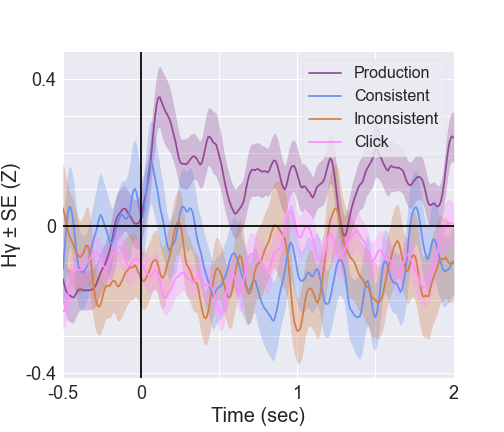 Production
Consistent
Inconsistent
Click
Hγ ± SE (Z)
0.4
0
-0.4
-0.5
0
1
2
Time (sec)